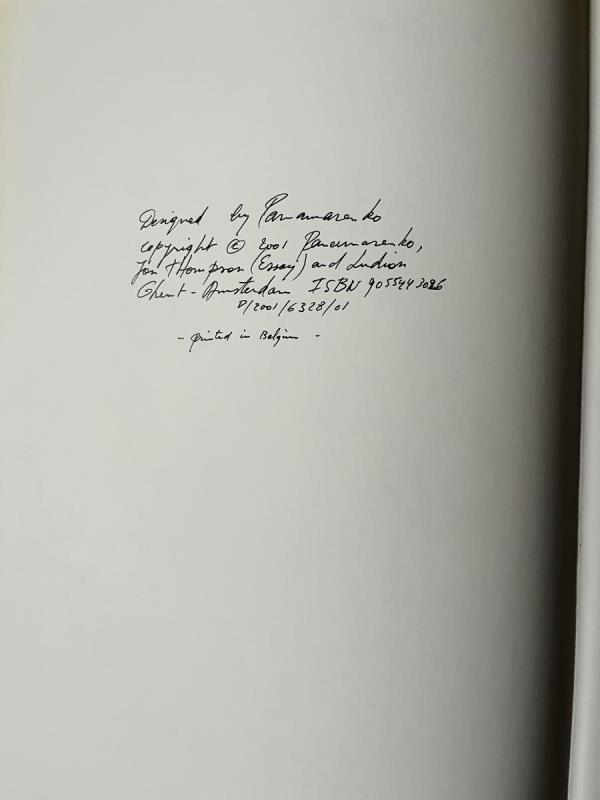 Designed by Panamarenko
copyright © 2001 Panamarenko,
Jon Thompson (Essay) and Ludion
Ghent - Amsterdam ISBN 9055443086
D/2001/6328/01
- printed in Belgium -